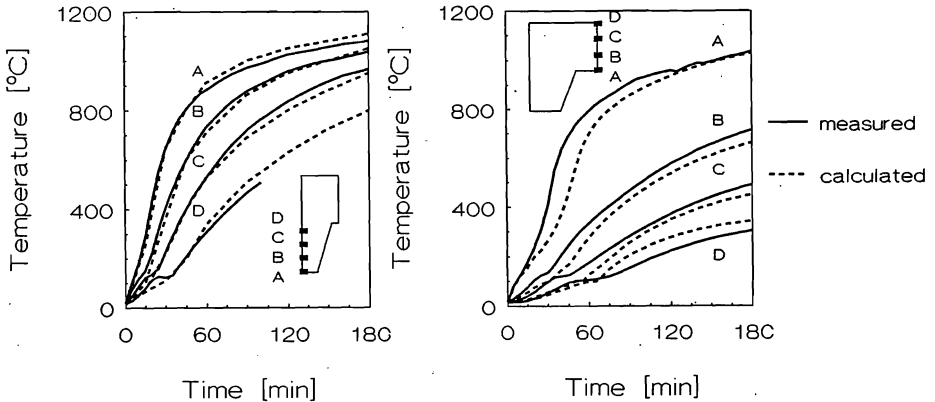 1200
800
400
0
0
60
120
180
Temperature [°C]
Time [min]
A
B
C
D
D
C
B
A
1200
800
400
0
0
60
120
180
Temperature [°C]
Time [min]
D
C
B
A
A
B
C
D
measured
calculated